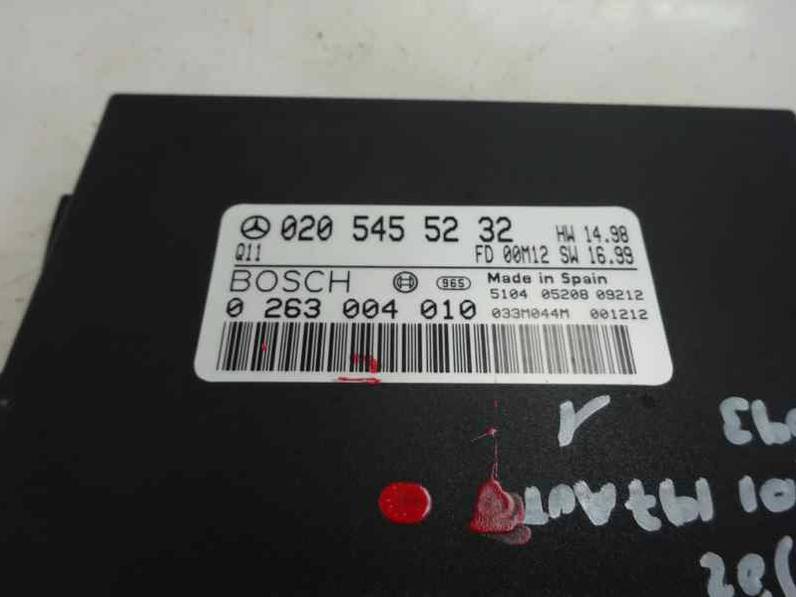 020 545 52 32 HW 14.98
Q11 FD 00M12 SW 16.99
BOSCH 965 Made in Spain
5104 05208 09212
0 263 004 010 033M044M 001212
1